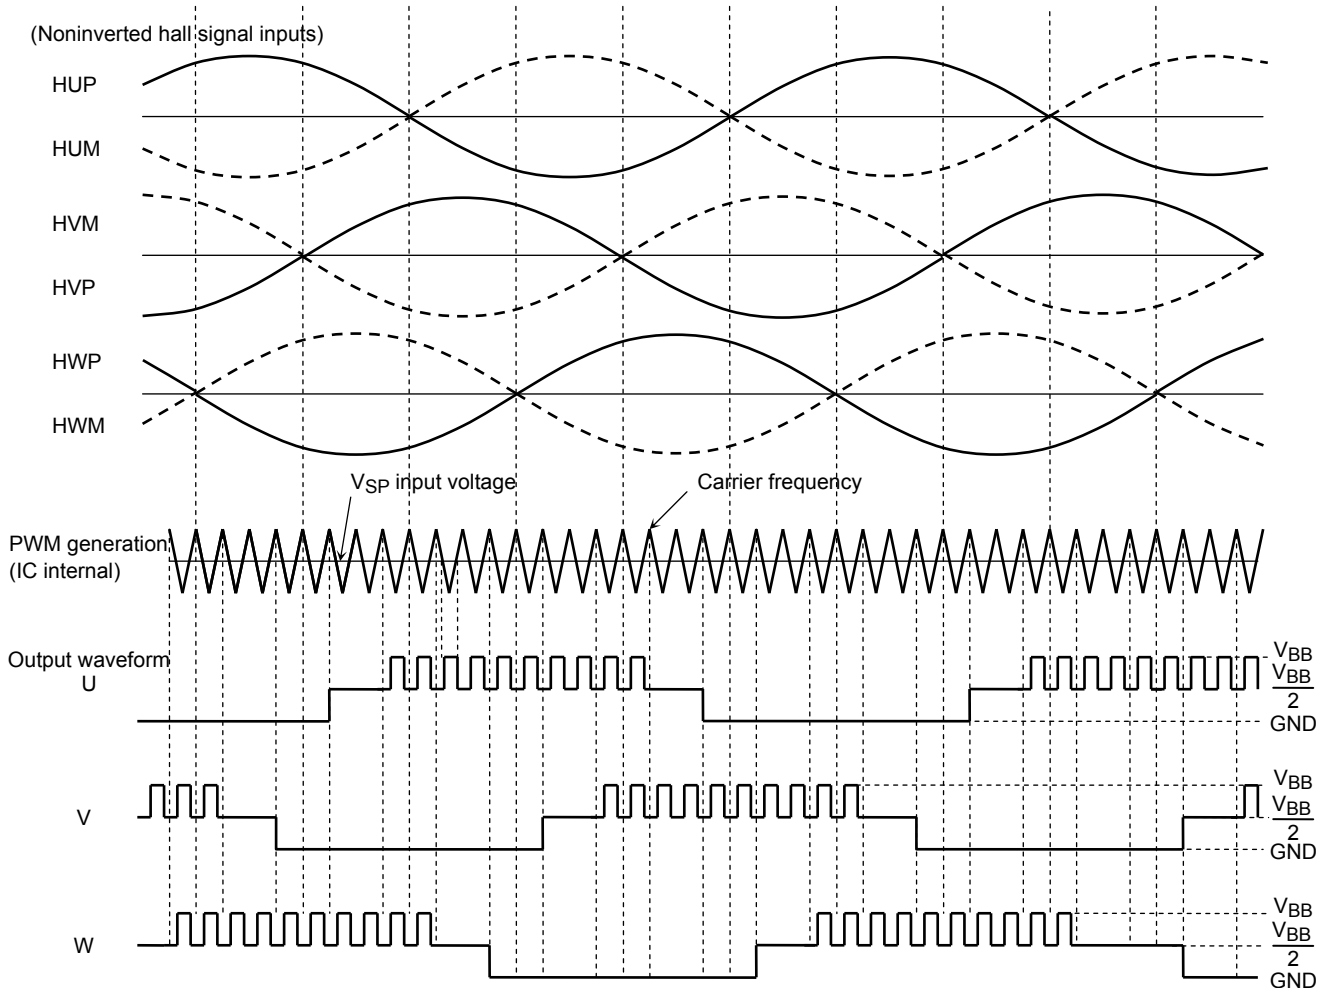 (Noninverted hall signal inputs)
HUP
HUM
HVM
HVP
HWP
HWM
VSP input voltage
Carrier frequency
PWM generation
(IC internal)
Output waveform
U
VBB
VBB
2
GND
V
VBB
VBB
2
GND
W
VBB
VBB
2
GND